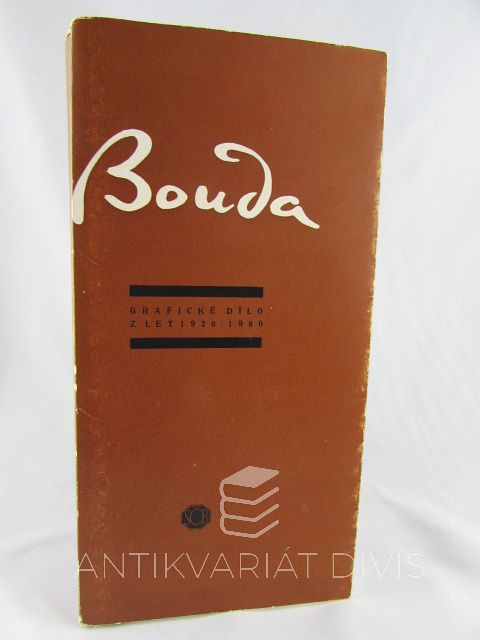 Bouda
GRAFICKÉ DÍLO
Z LET 1920/1980
ANTIKVARIÁT DIVIŠ